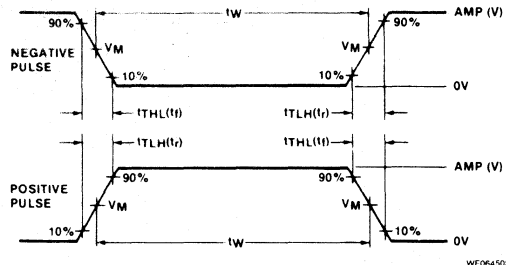 tW
AMP (V)
90%
90%
NEGATIVE
PULSE
VM
VM
10%
10%
0V
tTHL(tf)
tTLH(tr)
tTLH(tr)
tTHL(tf)
AMP (V)
90%
90%
POSITIVE
PULSE
VM
VM
10%
10%
tW
0V